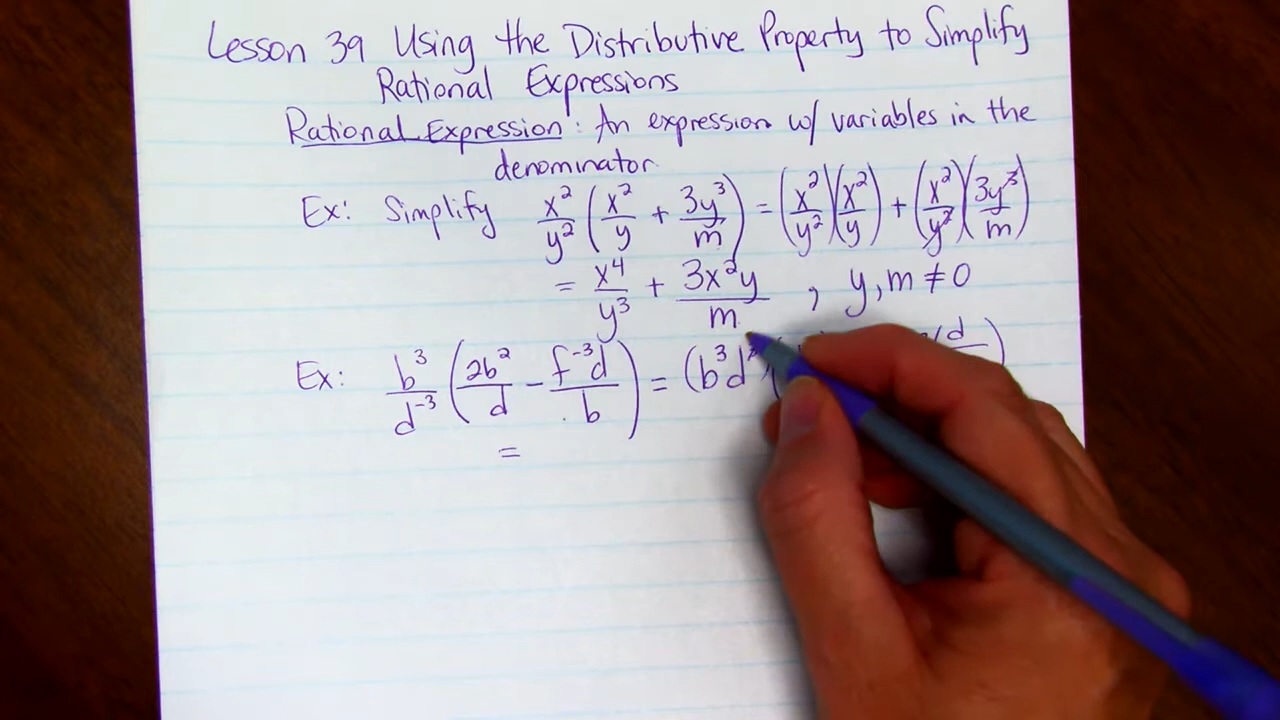 Lesson 39 Using the Distributive Property to Simplify
Rational Expressions
Rational Expression: An expression w/ variables in the
denominator
Ex: Simplify x²/y² (x²/y + 3y³/m) = (x²/y²)(x²/y) + (x²/y²)(3y³/m)
= x⁴/y³ + 3x²y/m , y, m ≠ 0
Ex: b³/d⁻³ (2b²/d - f⁻³d/b) = (b³d
=